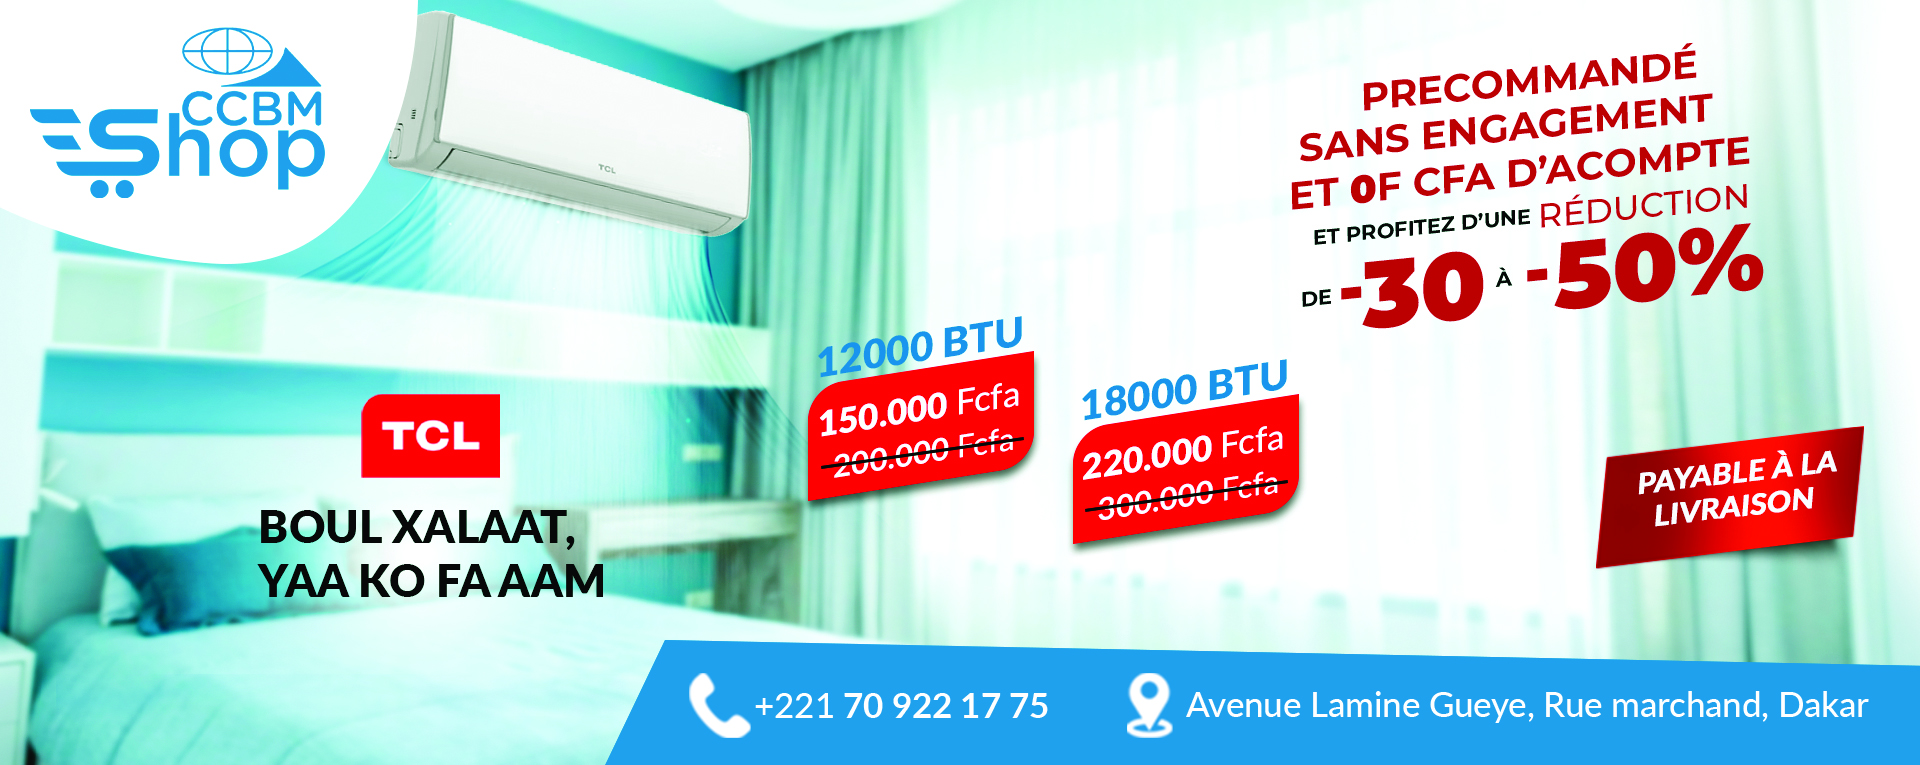 CCBM
Shop
TCL
PRECOMMANDÉ
SANS ENGAGEMENT
ET 0F CFA D'ACOMPTE
ET PROFITEZ D'UNE RÉDUCTION
DE -30 À -50%
12000 BTU
150.000 Fcfa
200.000 Fcfa
18000 BTU
220.000 Fcfa
300.000 Fcfa
TCL
BOUL XALAAT,
YAA KO FA AAM
PAYABLE À LA
LIVRAISON
+221 70 922 17 75
Avenue Lamine Gueye, Rue marchand, Dakar